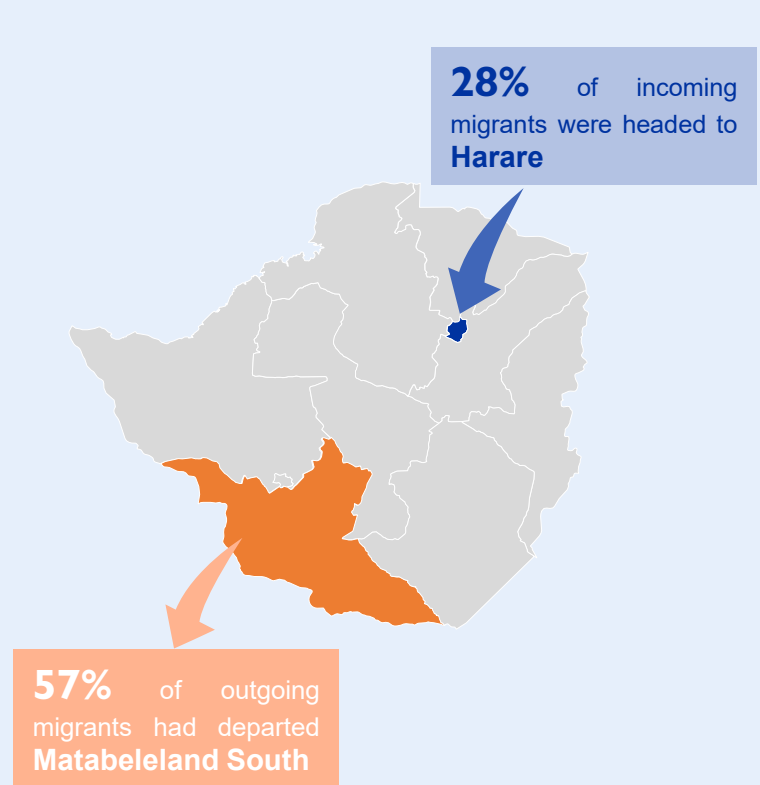 28% of incoming
migrants were headed to
Harare
57% of outgoing
migrants had departed
Matabeleland South